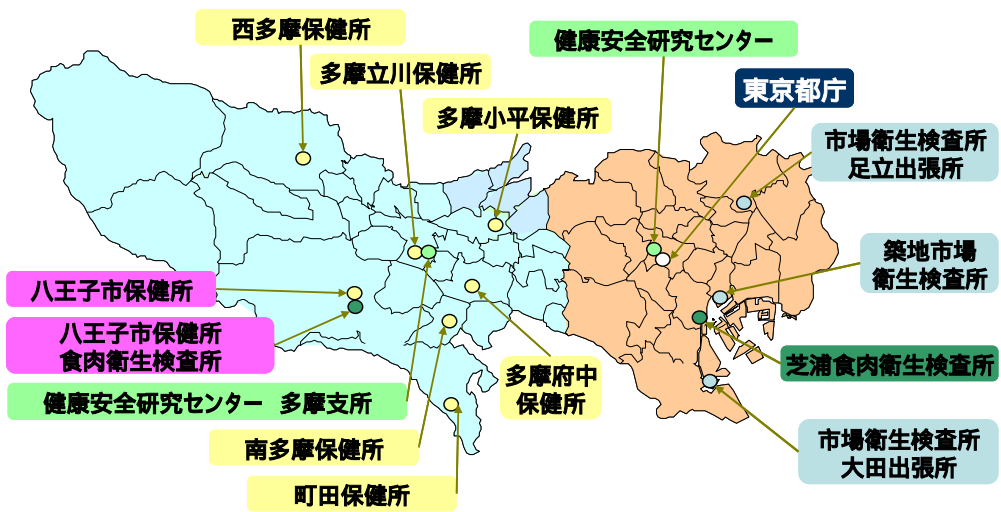 西多摩保健所
健康安全研究センター
多摩立川保健所
東京都庁
多摩小平保健所
市場衛生検査所
足立出張所
築地市場
衛生検査所
八王子市保健所
八王子市保健所
食肉衛生検査所
芝浦食肉衛生検査所
多摩府中
保健所
健康安全研究センター 多摩支所
南多摩保健所
市場衛生検査所
大田出張所
町田保健所